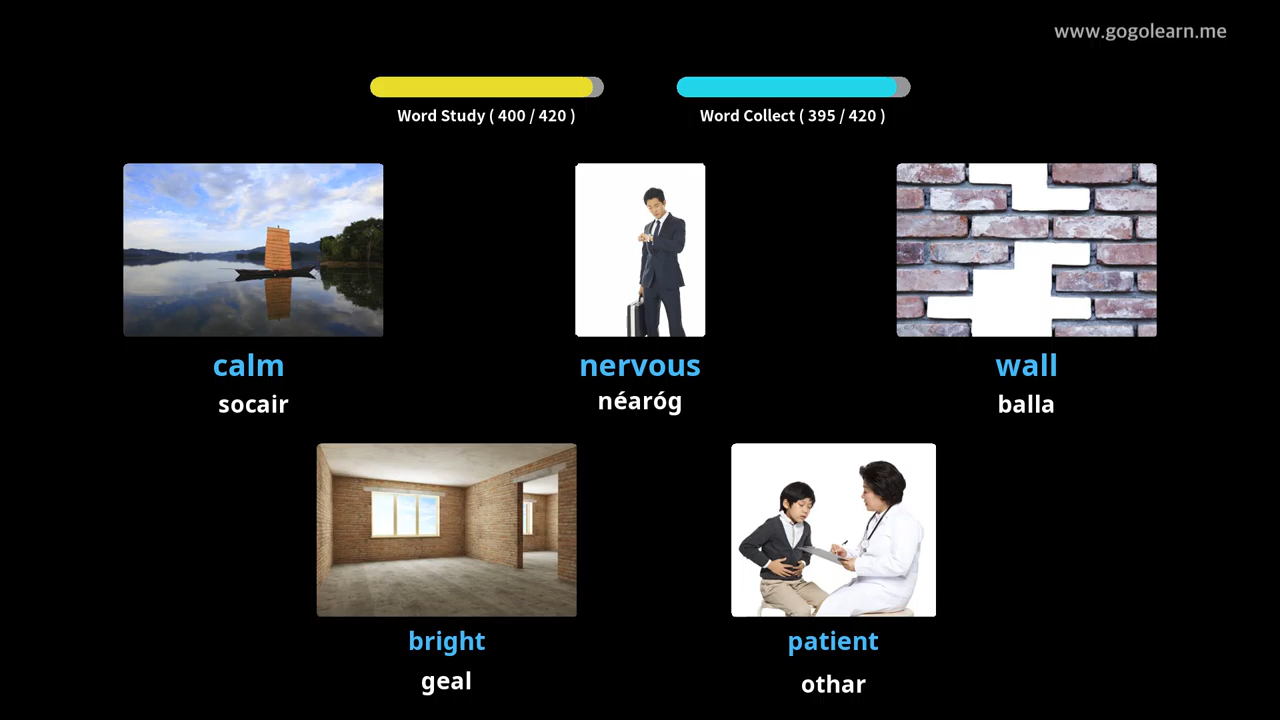 www.gogolearn.me
Word Study ( 400 / 420 )
Word Collect ( 395 / 420 )
calm
nervous
wall
socair
néaróg
balla
bright
patient
geal
othar